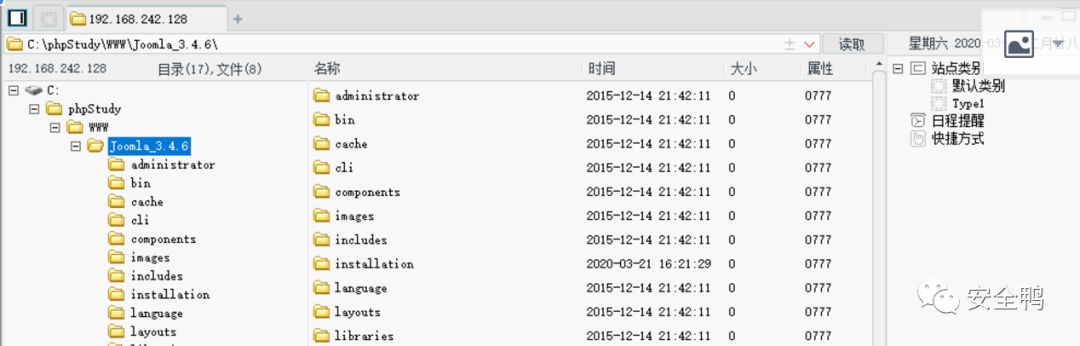 192.168.242.128
C:\phpStudy\WWW\Joomla_3.4.6\
读取
星期六 2020-03-
月廿八
192.168.242.128 目录(17),文件(8) 名称 时间 大小 属性
站点类别
默认类别
Type1
日程提醒
快捷方式
C:
phpStudy
WWW
Joomla_3.4.6
administrator
bin
cache
cli
components
images
includes
installation
language
layouts
administrator 2015-12-14 21:42:11 0 0777
bin 2015-12-14 21:42:11 0 0777
cache 2015-12-14 21:42:11 0 0777
cli 2015-12-14 21:42:11 0 0777
components 2015-12-14 21:42:11 0 0777
images 2015-12-14 21:42:11 0 0777
includes 2015-12-14 21:42:11 0 0777
installation 2020-03-21 16:21:29 0 0777
language 2015-12-14 21:42:11 0 0777
layouts 2015-12-14 21:42:11 0 0777
libraries 2015-12-14 21:42:11 0 0777
安全鸭